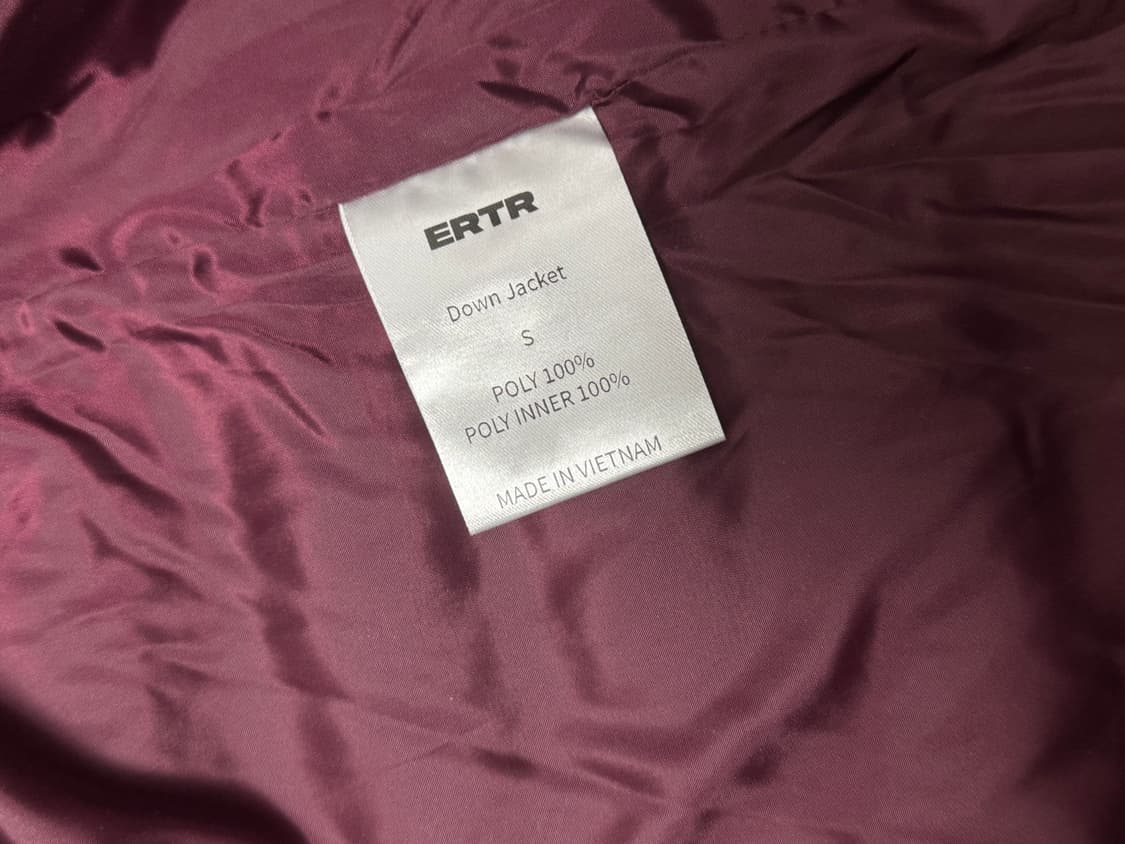 ERTR
Down Jacket
S
POLY 100%
POLY INNER 100%
MADE IN VIETNAM